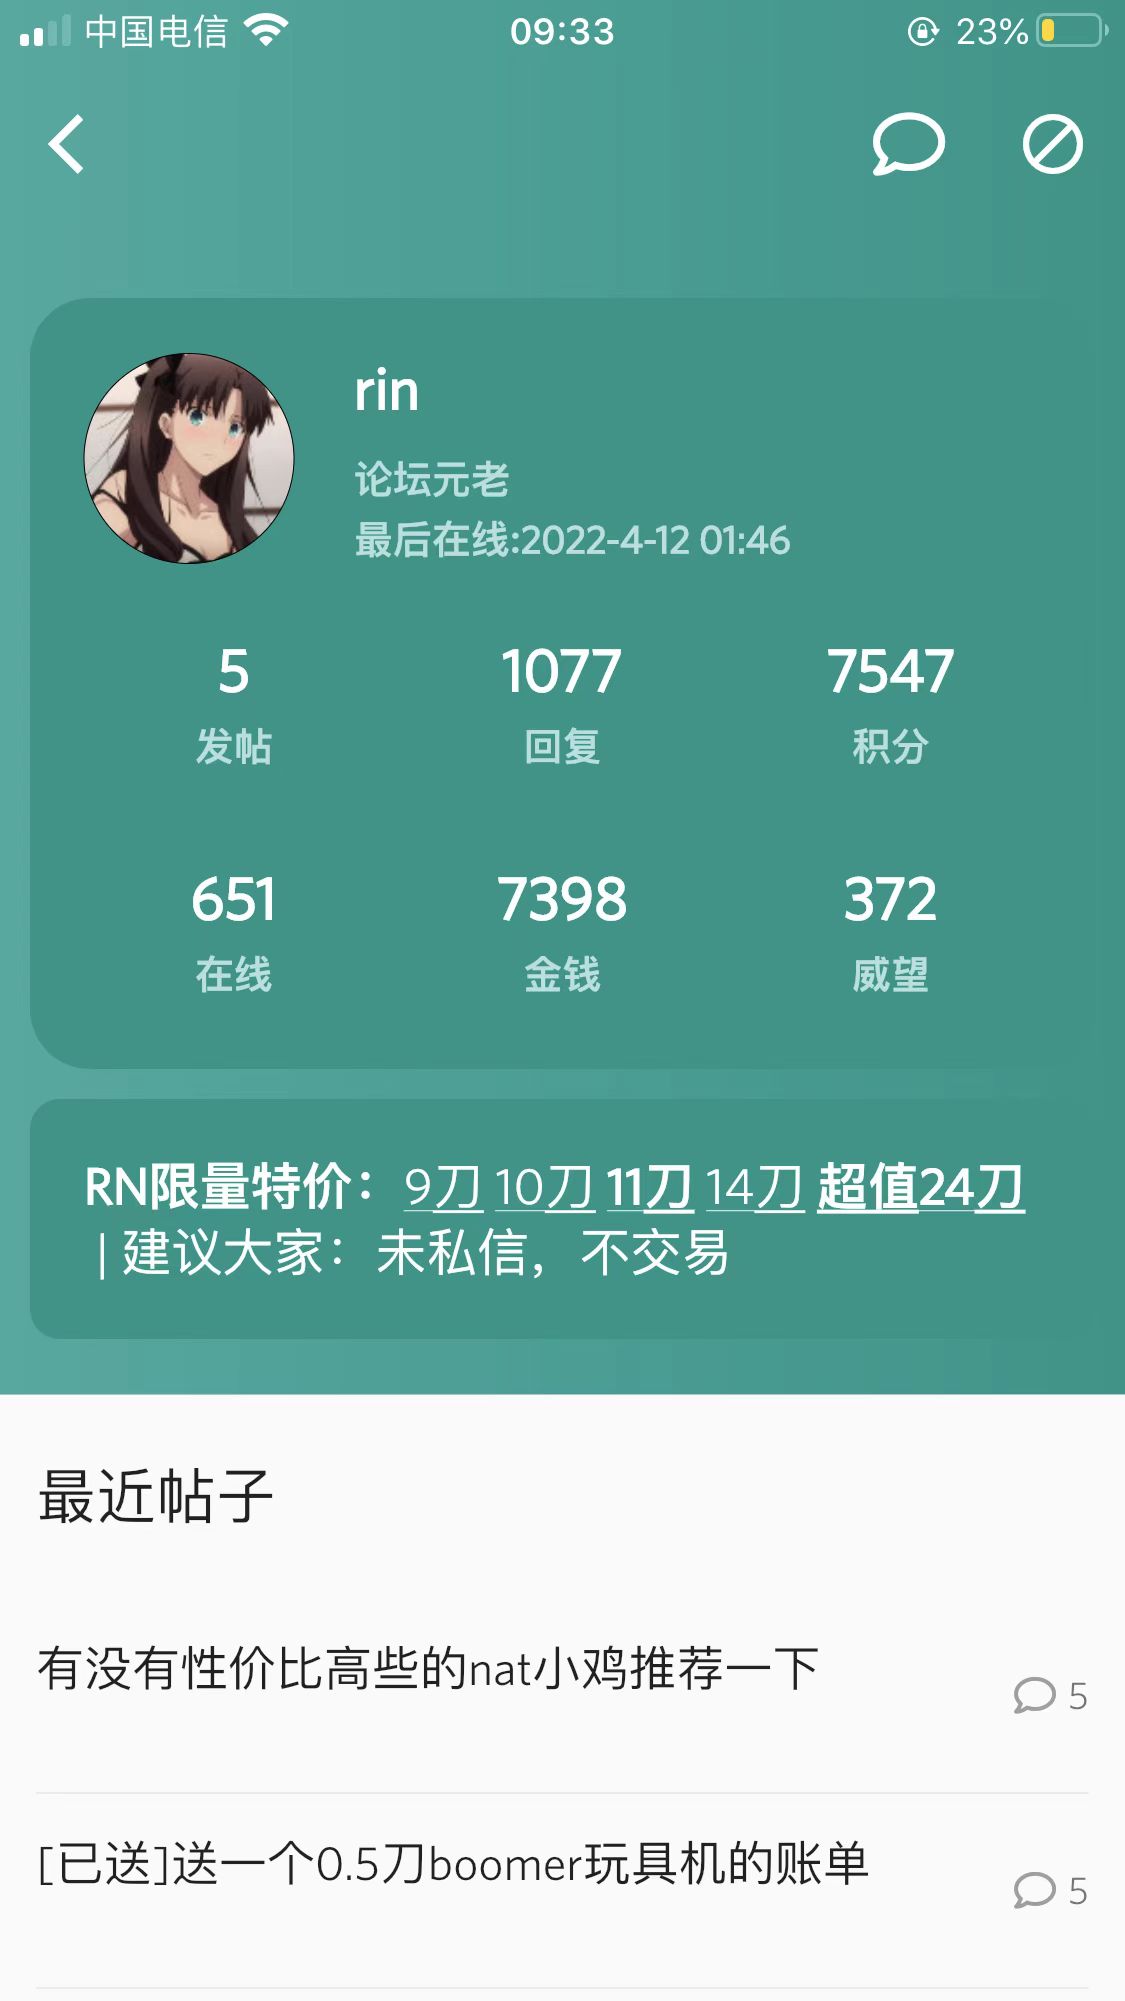 中国电信 09:33 23%
rin
论坛元老
最后在线:2022-4-12 01:46
5 1077 7547
发帖 回复 积分
651 7398 372
在线 金钱 威望
RN限量特价：9刀 10刀 11刀 14刀 超值24刀
| 建议大家：未私信，不交易
最近帖子
有没有性价比高些的nat小鸡推荐一下
5
[已送]送一个0.5刀boomer玩具机的账单
5